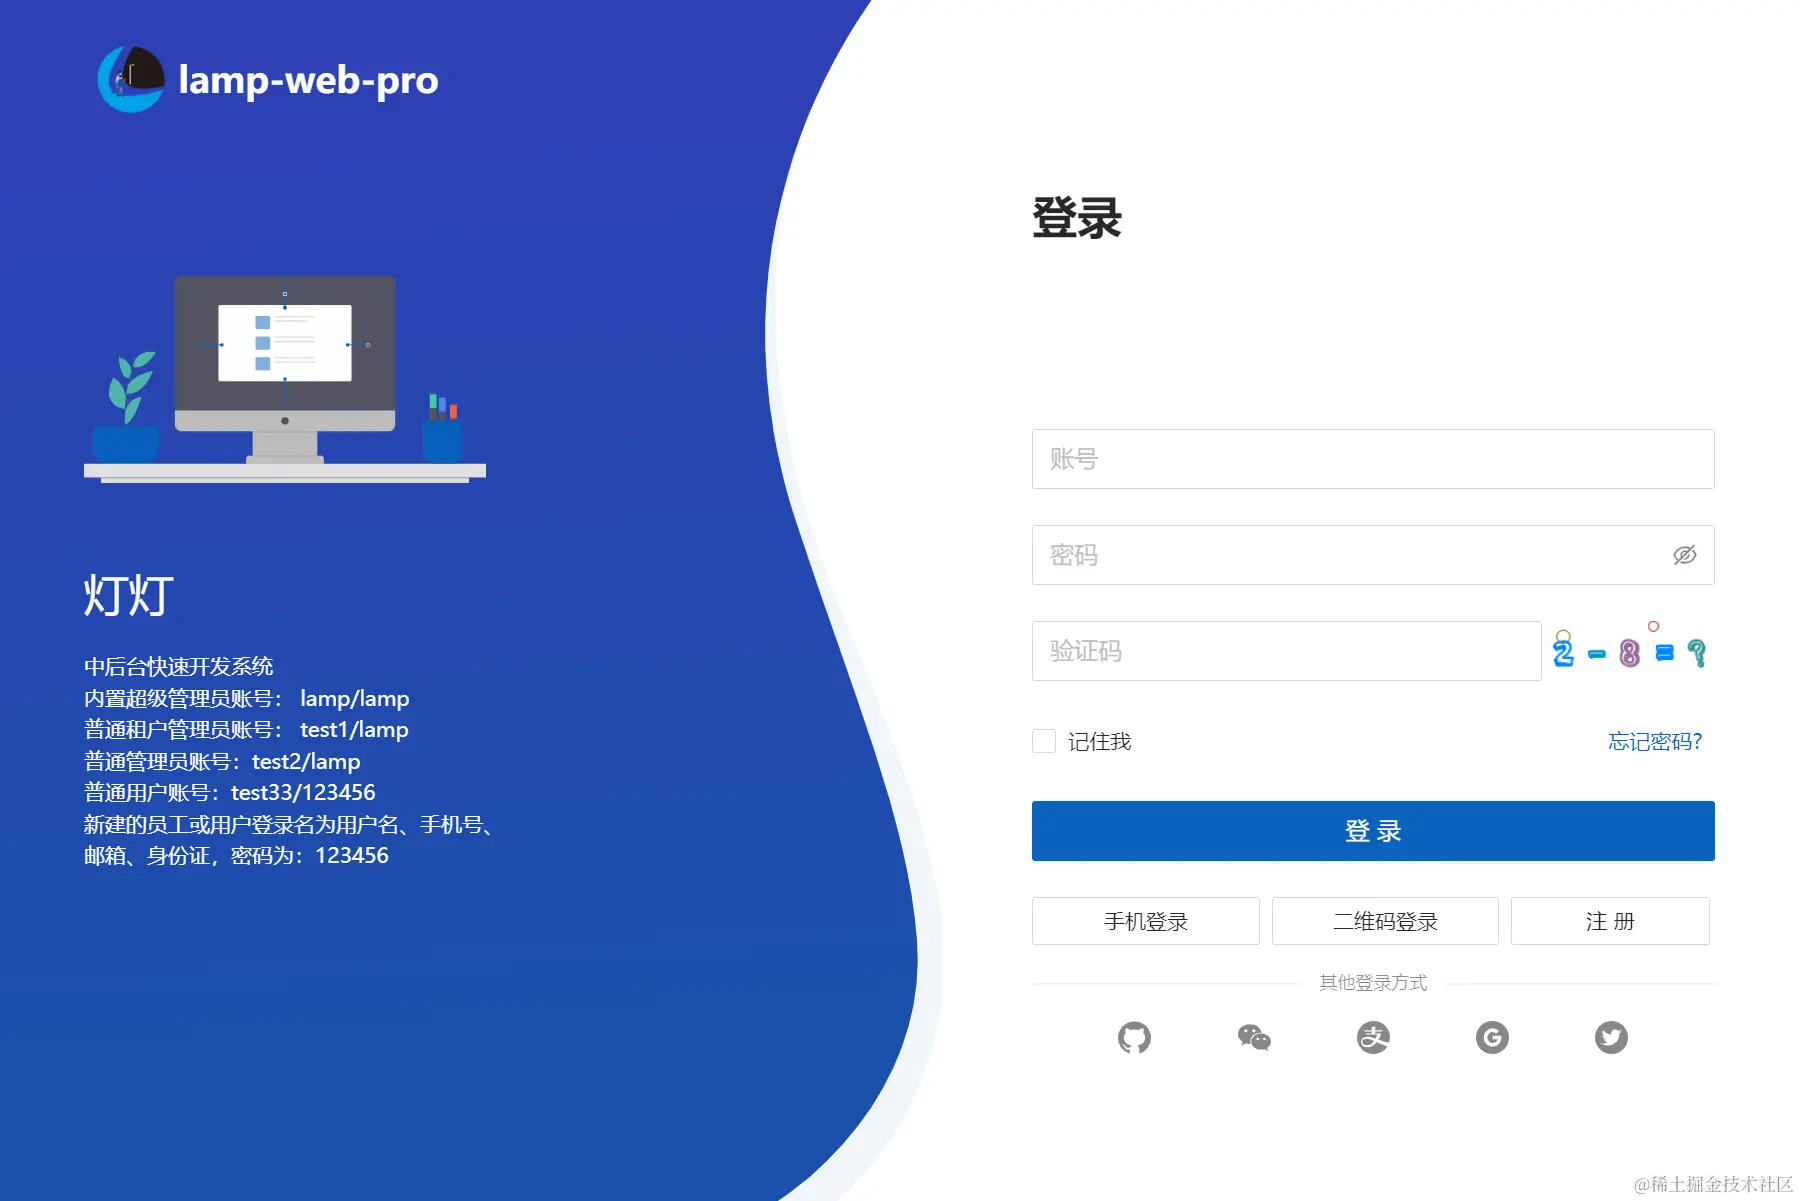 lamp-web-pro
灯灯
中后台快速开发系统
内置超级管理员账号： lamp/lamp
普通租户管理员账号： test1/lamp
普通管理员账号：test2/lamp
普通用户账号：test33/123456
新建的员工或用户登录名为用户名、手机号、
邮箱、身份证，密码为：123456
登录
账号
密码
验证码
2 - 8 = ?
记住我
忘记密码?
登 录
手机登录
二维码登录
注 册
其他登录方式
@稀土掘金技术社区